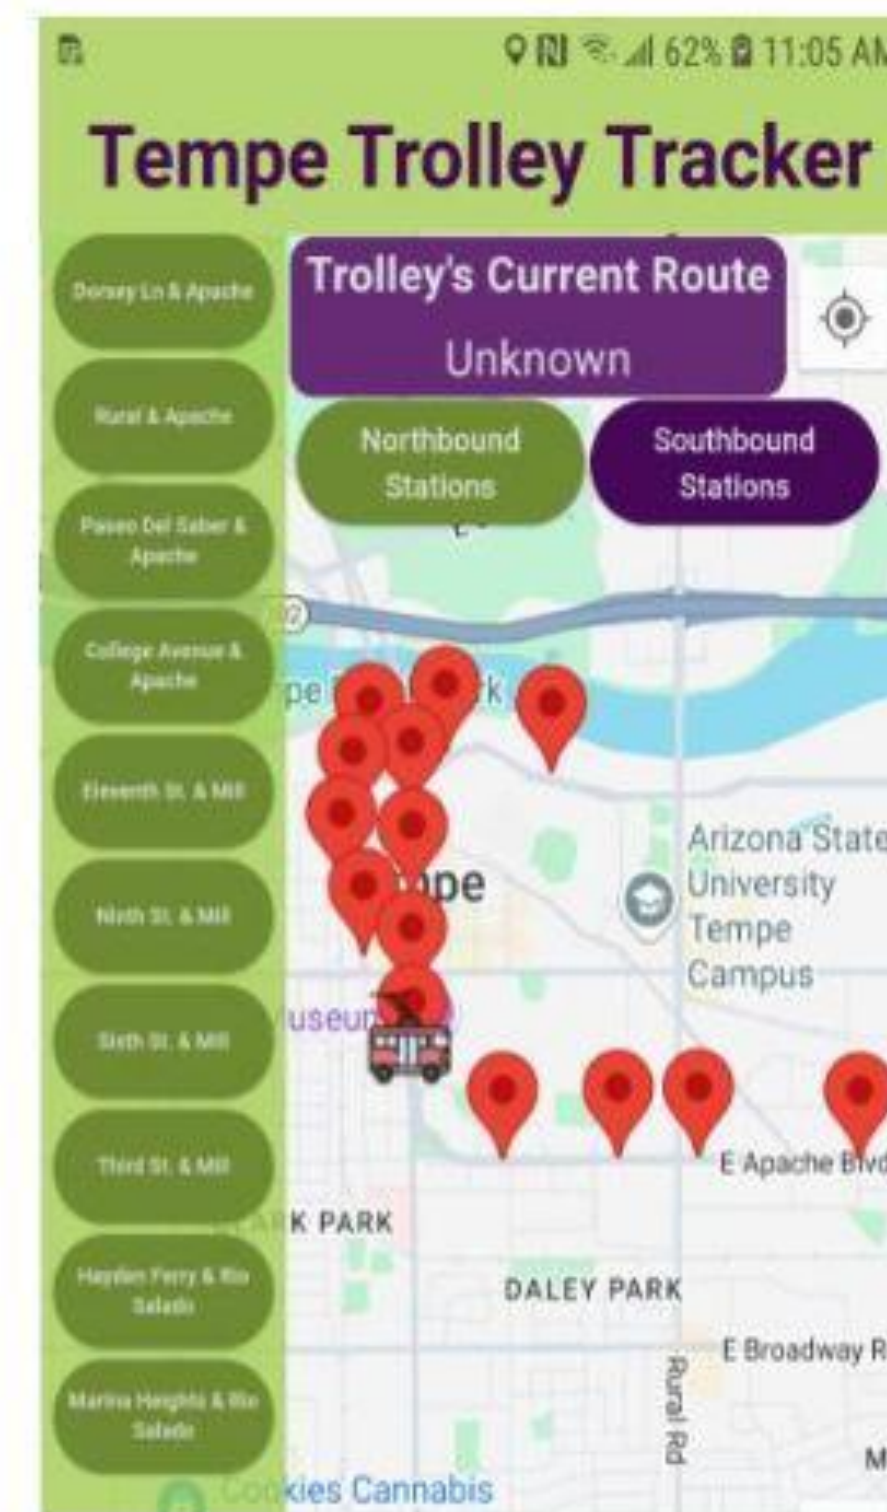 62% 11:05 AM
Tempe Trolley Tracker
Dorsey Ln & Apache
Rural & Apache
Paseo Del Saber &
Apache
College Avenue &
Apache
Eleventh St. & Mill
Ninth St. & Mill
Sixth St. & Mill
Third St. & Mill
Hayden Ferry & Rio
Salado
Marina Heights & Rio
Salado
Trolley's Current Route
Unknown
Northbound
Stations
Southbound
Stations
Arizona State
University
Tempe
Campus
E Apache Blvd
K PARK
DALEY PARK
E Broadway R
Rural Rd
M
kies Cannabis